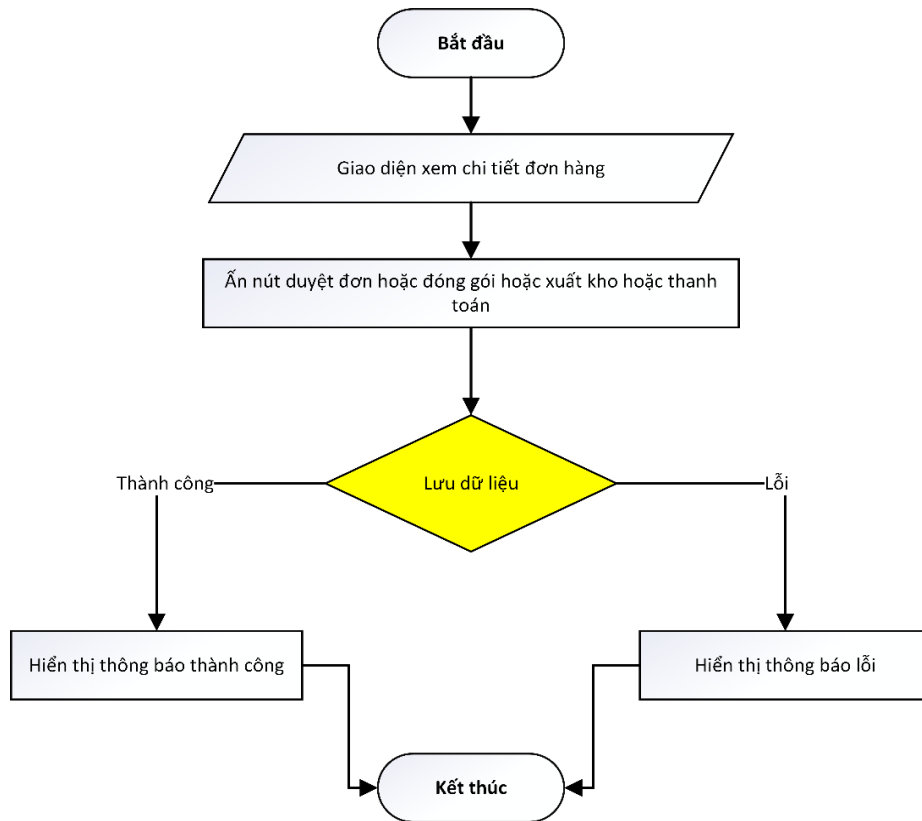 Bắt đầu
Giao diện xem chi tiết đơn hàng
Ấn nút duyệt đơn hoặc đóng gói hoặc xuất kho hoặc thanh
toán
Lưu dữ liệu
Thành công
Lỗi
Hiển thị thông báo thành công
Hiển thị thông báo lỗi
Kết thúc